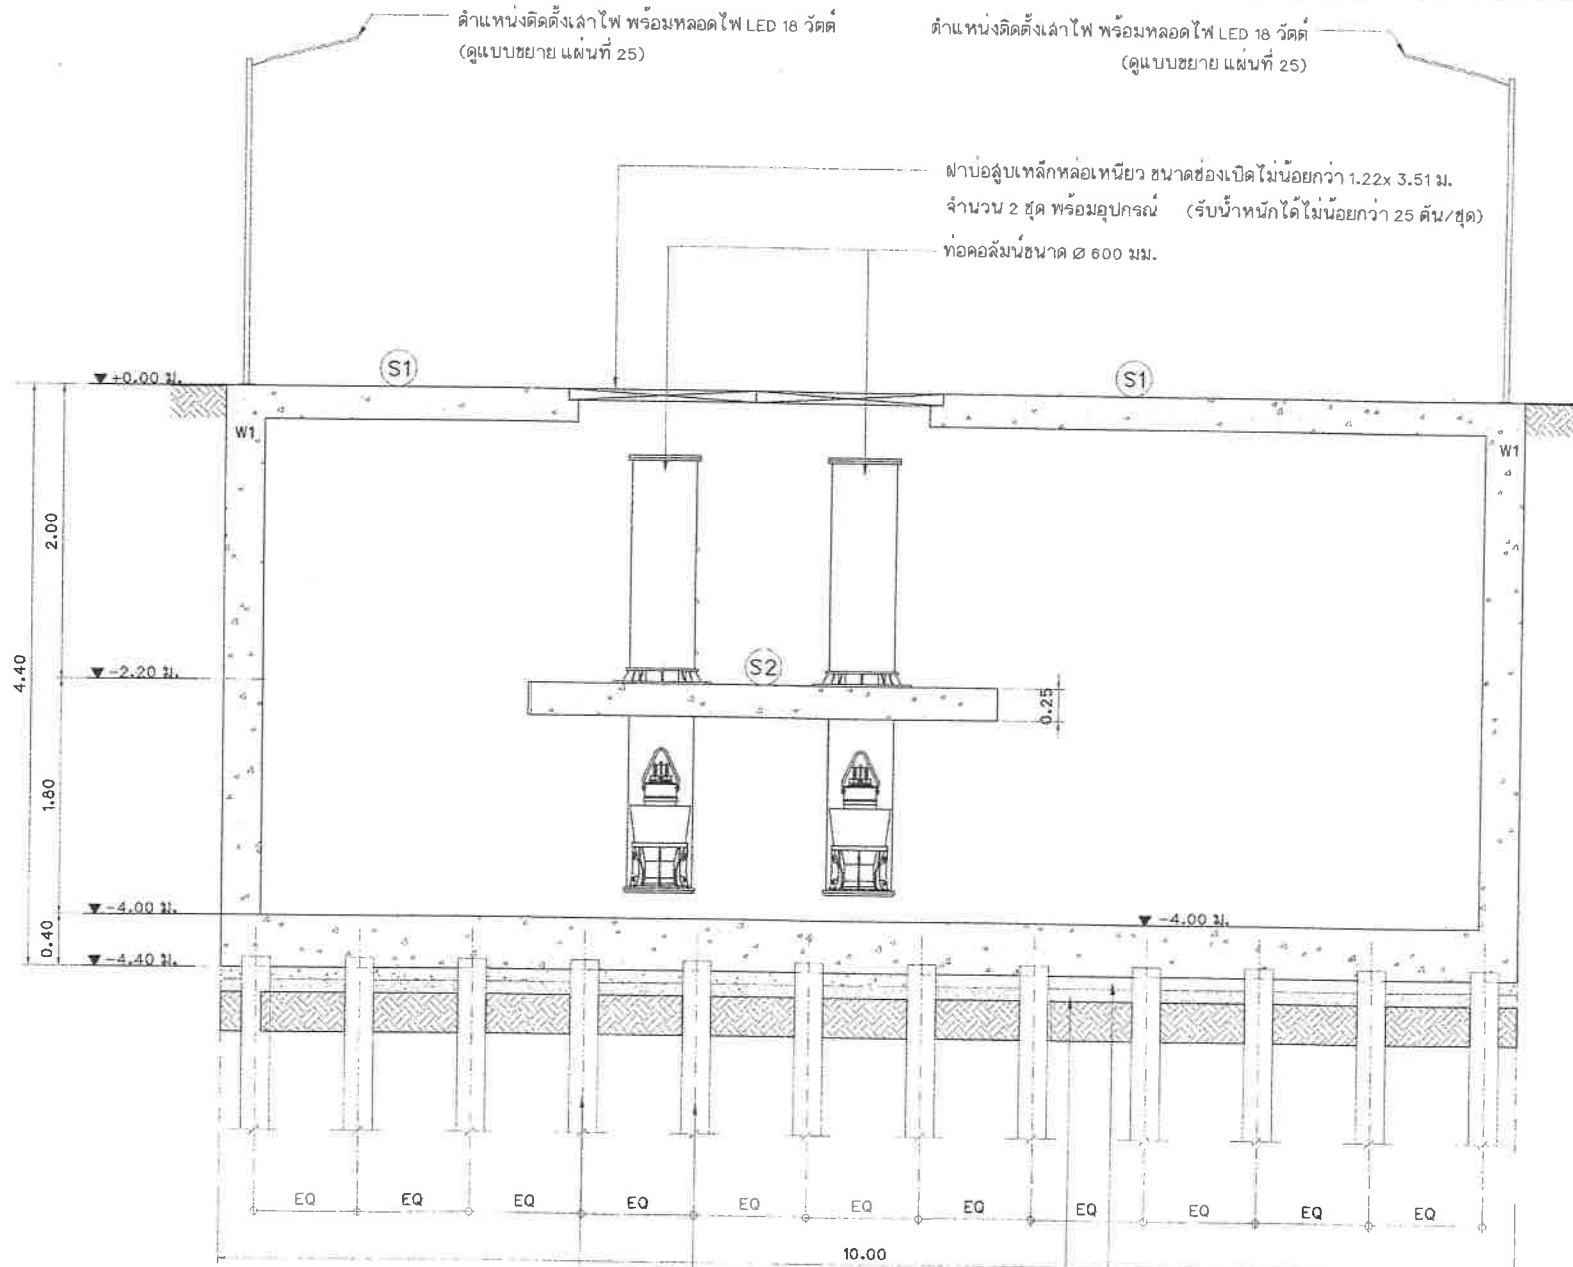 ตำแหน่งติดตั้งเสาไฟ พร้อมหลอดไฟ LED 18 วัตต์
(ดูแบบขยาย แผ่นที่ 25)
ตำแหน่งติดตั้งเสาไฟ พร้อมหลอดไฟ LED 18 วัตต์
(ดูแบบขยาย แผ่นที่ 25)
ฝาบ่อสูบเหล็กหล่อเหนียว ขนาดช่องเปิดไม่น้อยกว่า 1.22x 3.51 ม.
จำนวน 2 ชุด พร้อมอุปกรณ์ (รับน้ำหนักได้ไม่น้อยกว่า 25 ตัน/ชุด)
ท่อคอลัมน์ขนาด Ø 600 มม.
+0.00 ม.
S1
S1
W1
W1
2.00
4.40
-2.20 ม.
S2
0.25
1.80
-4.00 ม.
-4.00 ม.
0.40
-4.40 ม.
EQ
EQ
EQ
EQ
EQ
EQ
EQ
EQ
EQ
EQ
EQ
10.00